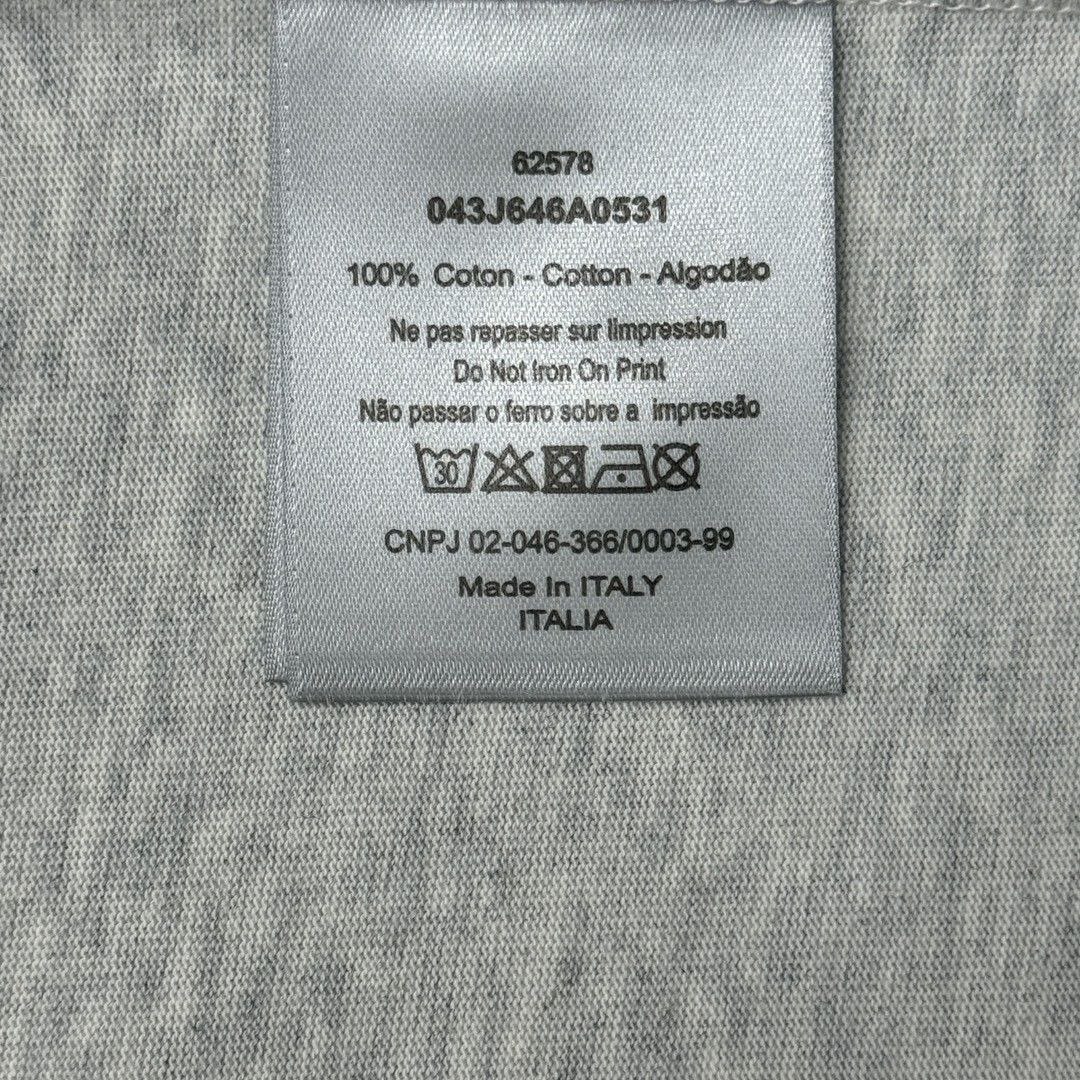 62578
043J646A0531
100% Coton - Cotton - Algodão
Ne pas repasser sur limpression
Do Not Iron On Print
Não passar o ferro sobre a impressão
30
CNPJ 02-046-366/0003-99
Made In ITALY
ITALIA